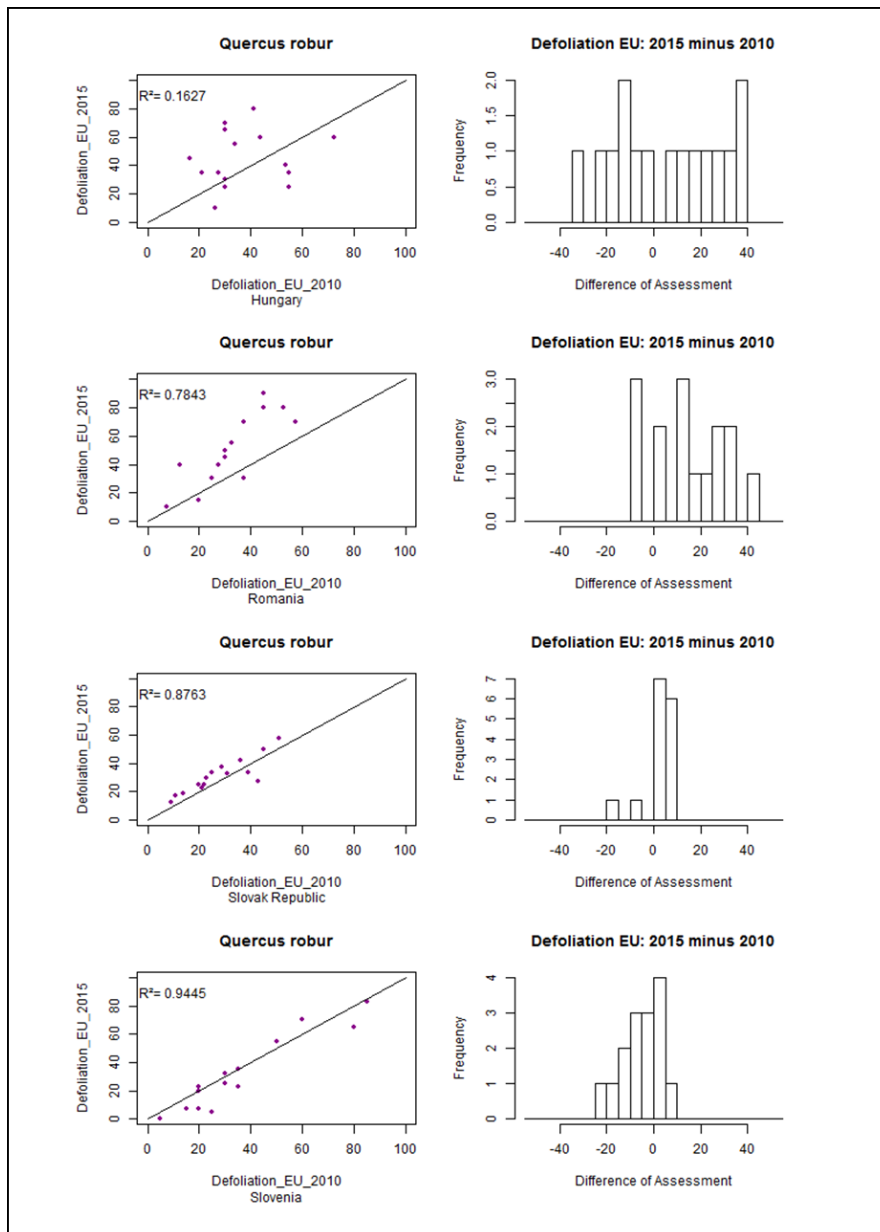 Quercus robur
Defoliation EU: 2015 minus 2010
R²= 0.1627
Defoliation_EU_2015
0 20 40 60 80
0 20 40 60 80 100
Defoliation_EU_2010
Hungary
Frequency
0.0 0.5 1.0 1.5 2.0
-40 -20 0 20 40
Difference of Assessment
Quercus robur
Defoliation EU: 2015 minus 2010
R²= 0.7843
Defoliation_EU_2015
0 20 40 60 80
0 20 40 60 80 100
Defoliation_EU_2010
Romania
Frequency
0.0 1.0 2.0 3.0
-40 -20 0 20 40
Difference of Assessment
Quercus robur
Defoliation EU: 2015 minus 2010
R²= 0.8763
Defoliation_EU_2015
0 20 40 60 80
0 20 40 60 80 100
Defoliation_EU_2010
Slovak Republic
Frequency
0 1 2 3 4 5 6 7
-40 -20 0 20 40
Difference of Assessment
Quercus robur
Defoliation EU: 2015 minus 2010
R²= 0.9445
Defoliation_EU_2015
0 20 40 60 80
0 20 40 60 80 100
Defoliation_EU_2010
Slovenia
Frequency
0 1 2 3 4
-40 -20 0 20 40
Difference of Assessment